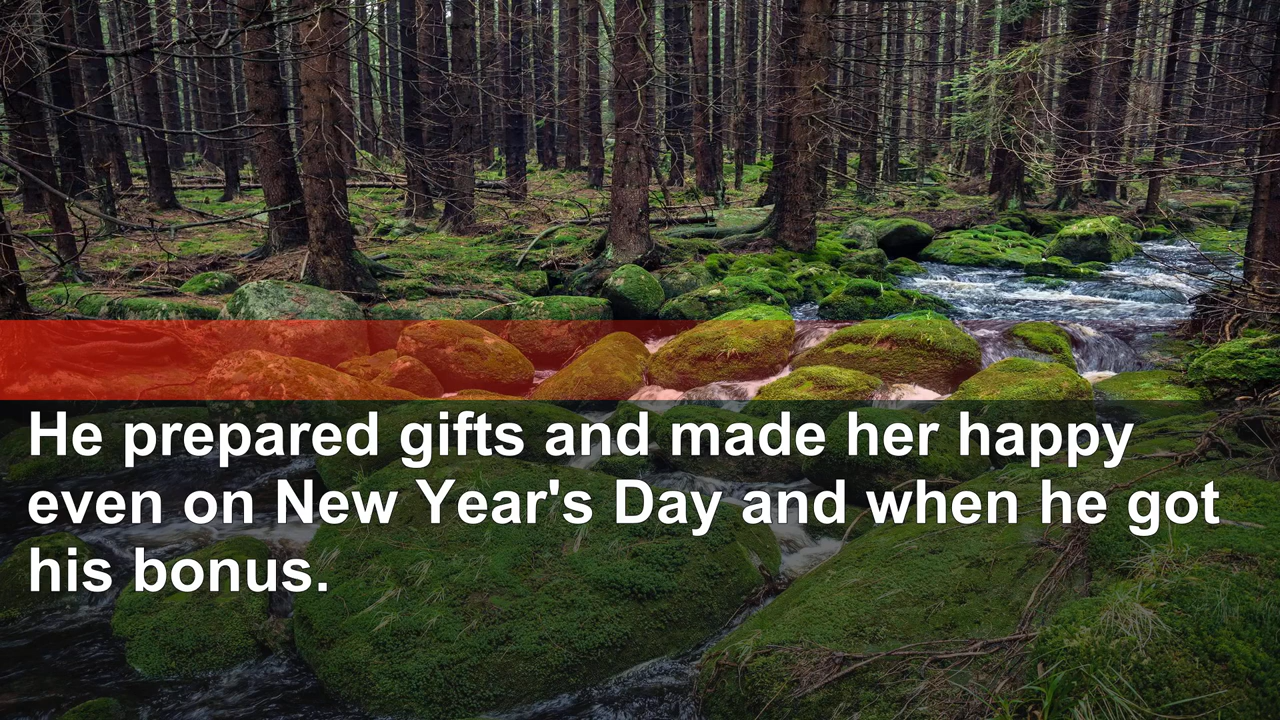 He prepared gifts and made her happy
even on New Year's Day and when he got
his bonus.